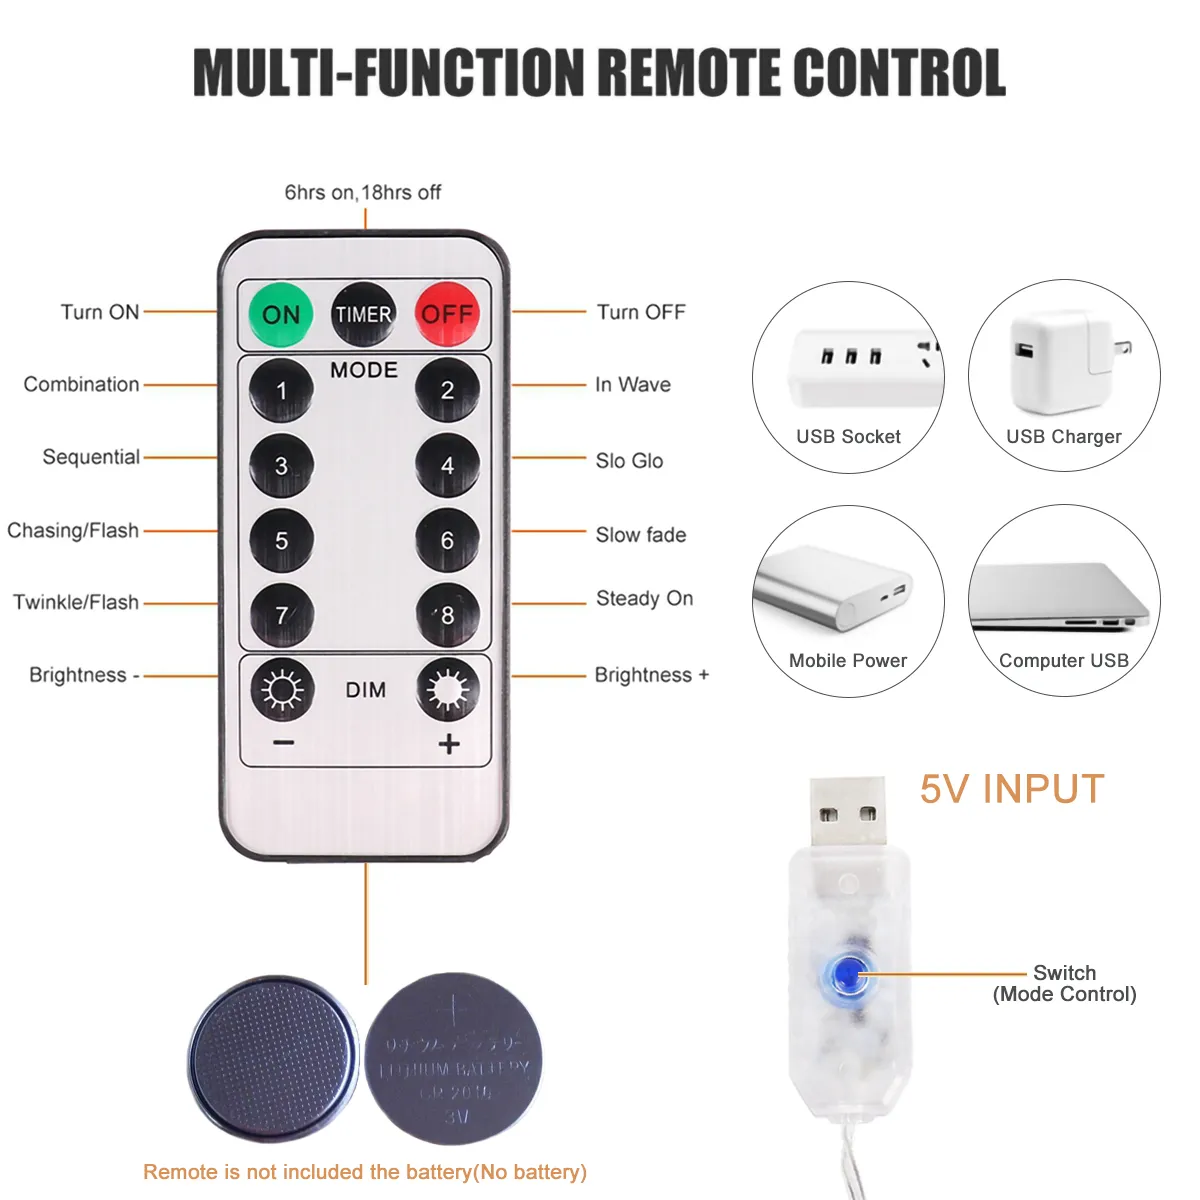 MULTI-FUNCTION REMOTE CONTROL
6hrs on,18hrs off
Turn ON
ON
TIMER
OFF
Turn OFF
MODE
Combination
1
2
In Wave
Sequential
3
4
Slo Glo
Chasing/Flash
5
6
Slow fade
Twinkle/Flash
7
8
Steady On
Brightness -
DIM
Brightness +
− +
USB Socket
USB Charger
Mobile Power
Computer USB
5V INPUT
Switch
(Mode Control)
BATTERY
CR 2016
3V
Remote is not included the battery(No battery)